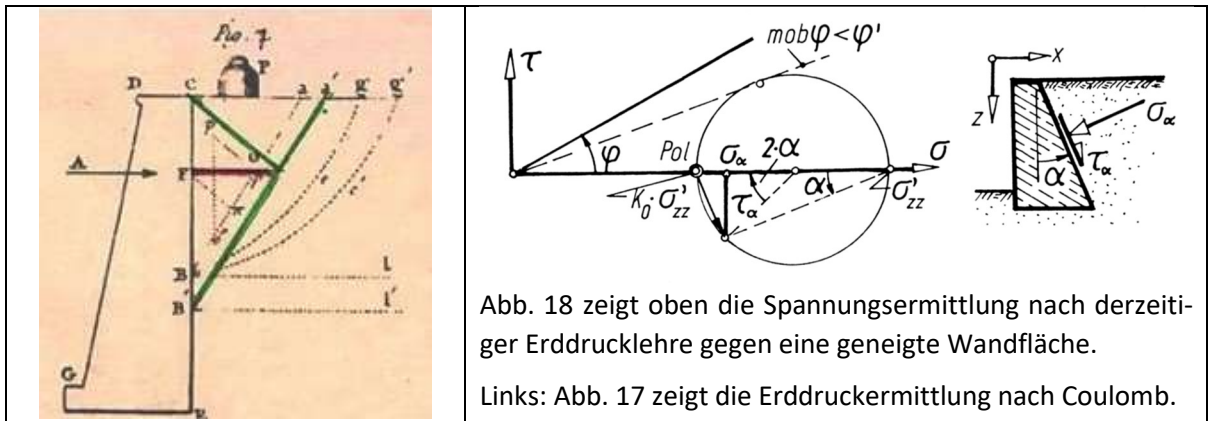 Fig. 7
P
D C a a' g g'
A F
e e'
B l
B' l'
G
mob φ < φ'
τ
φ Pol σα 2·α σ
K₀·σ'zz τα α σ'zz
x
z
σα
τα
α
Abb. 18 zeigt oben die Spannungsermittlung nach derzeiti-
ger Erddrucklehre gegen eine geneigte Wandfläche.
Links: Abb. 17 zeigt die Erddruckermittlung nach Coulomb.